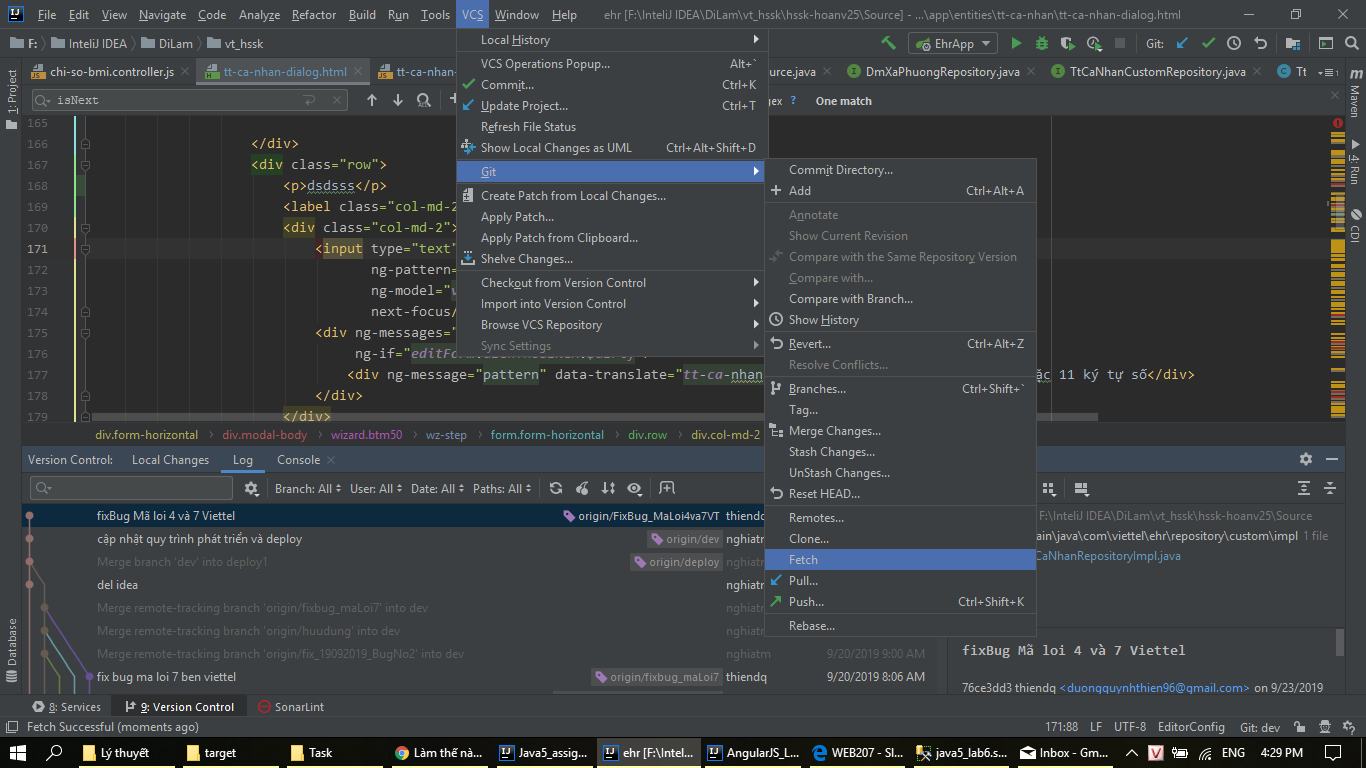 File Edit View Navigate Code Analyze Refactor Build Run Tools VCS Window Help ehr [F:\InteliJ IDEA\DiLam\vt_hssk\hssk-hoanv25\Source] - ...\app\entities\tt-ca-nhan\tt-ca-nhan-dialog.html
F: InteliJ IDEA DiLam vt_hssk EhrApp Git:
chi-so-bmi.controller.js tt-ca-nhan-dialog.html tt-ca-nhan- ource.java DmXaPhuongRepository.java TtCaNhanCustomRepository.java Tt
isNext gex ? One match
1: Project
Database
Maven
4: Run
CDI
Local History
VCS Operations Popup... Alt+`
Commit... Ctrl+K
Update Project... Ctrl+T
Refresh File Status
Show Local Changes as UML Ctrl+Alt+Shift+D
Git
Create Patch from Local Changes...
Apply Patch...
Apply Patch from Clipboard...
Shelve Changes...
Checkout from Version Control
Import into Version Control
Browse VCS Repository
Sync Settings
Commit Directory...
Add Ctrl+Alt+A
Annotate
Show Current Revision
Compare with the Same Repository Version
Compare with...
Compare with Branch...
Show History
Revert... Ctrl+Alt+Z
Resolve Conflicts...
Branches... Ctrl+Shift+`
Tag...
Merge Changes...
Stash Changes...
UnStash Changes...
Reset HEAD...
Remotes...
Clone...
Fetch
Pull...
Push... Ctrl+Shift+K
Rebase...
165
166 </div>
167 <div class="row">
168 <p>dsdsss</p>
169 <label class="col-md-2
170 <div class="col-md-2">
171 <input type="text"
172 ng-pattern=
173 ng-model="
174 next-focus/
175 <div ng-messages="
176 ng-if="
177 <div ng-message="pattern" data-translate="tt-ca-nhan 11 ký tự số</div>
178 </div>
179 </div>
div.form-horizontal div.modal-body wizard.btm50 wz-step form.form-horizontal div.row div.col-md-2
Version Control: Local Changes Log Console
Branch: All User: All Date: All Paths: All
fixBug Mã loi 4 và 7 Viettel origin/FixBug_MaLoi4va7VT thiendq
cập nhật quy trình phát triển và deploy origin/dev nghiatm
Merge branch 'dev' into deploy1 origin/deploy nghiatm
del idea nghiatm
Merge remote-tracking branch 'origin/fixbug_maLoi7' into dev nghiatm
Merge remote-tracking branch 'origin/huudung' into dev nghiatm
Merge remote-tracking branch 'origin/fix_19092019_BugNo2' into dev nghiatm 9/20/2019 9:00 AM
fix bug ma loi 7 ben viettel origin/fixbug_maLoi7 thiendq 9/20/2019 8:06 AM
F:\InteliJ IDEA\DiLam\vt_hssk\hssk-hoanv25\Source
ain\java\com\viettel\ehr\repository\custom\impl 1 file
CaNhanRepositoryImpl.java
fixBug Mã loi 4 và 7 Viettel
76ce3dd3 thiendq <duongquynhthien96@gmail.com> on 9/23/2019
8: Services 9: Version Control SonarLint
Fetch Successful (moments ago) 171:88 LF UTF-8 EditorConfig Git: dev
Lý thuyết target Task Làm thế nào... Java5_assig... ehr [F:\Intel... AngularJS_L... WEB207 - Sl... java5_lab6.s... Inbox - Gm... ENG 4:29 PM